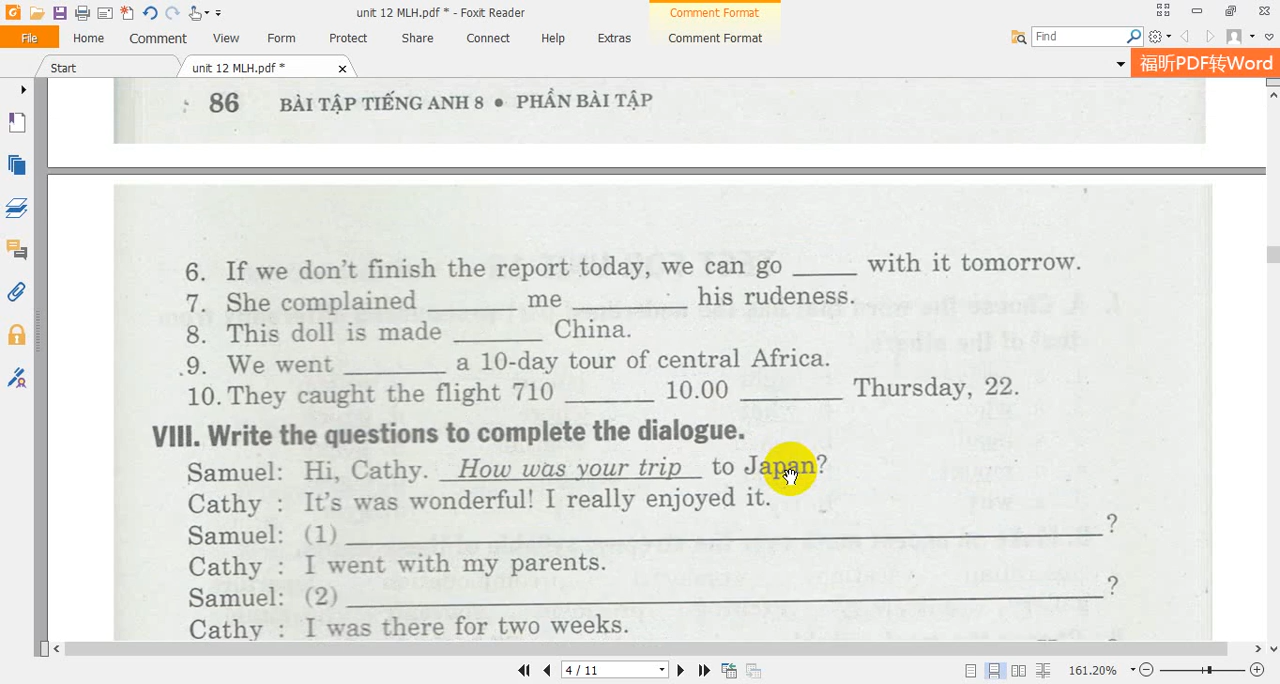 unit 12 MLH.pdf * - Foxit Reader
Comment Format
File Home Comment View Form Protect Share Connect Help Extras Comment Format
Find
Start
unit 12 MLH.pdf *
福昕PDF转Word
86 BÀI TẬP TIẾNG ANH 8 ● PHẦN BÀI TẬP
6. If we don't finish the report today, we can go _____ with it tomorrow.
7. She complained _______ me _________ his rudeness.
8. This doll is made _______ China.
9. We went ________ a 10-day tour of central Africa.
10. They caught the flight 710 _______ 10.00 ________ Thursday, 22.
VIII. Write the questions to complete the dialogue.
Samuel: Hi, Cathy. How was your trip to Japan?
Cathy : It's was wonderful! I really enjoyed it.
Samuel: (1) ______________________________?
Cathy : I went with my parents.
Samuel: (2) ______________________________?
Cathy : I was there for two weeks.
4 / 11
161.20%